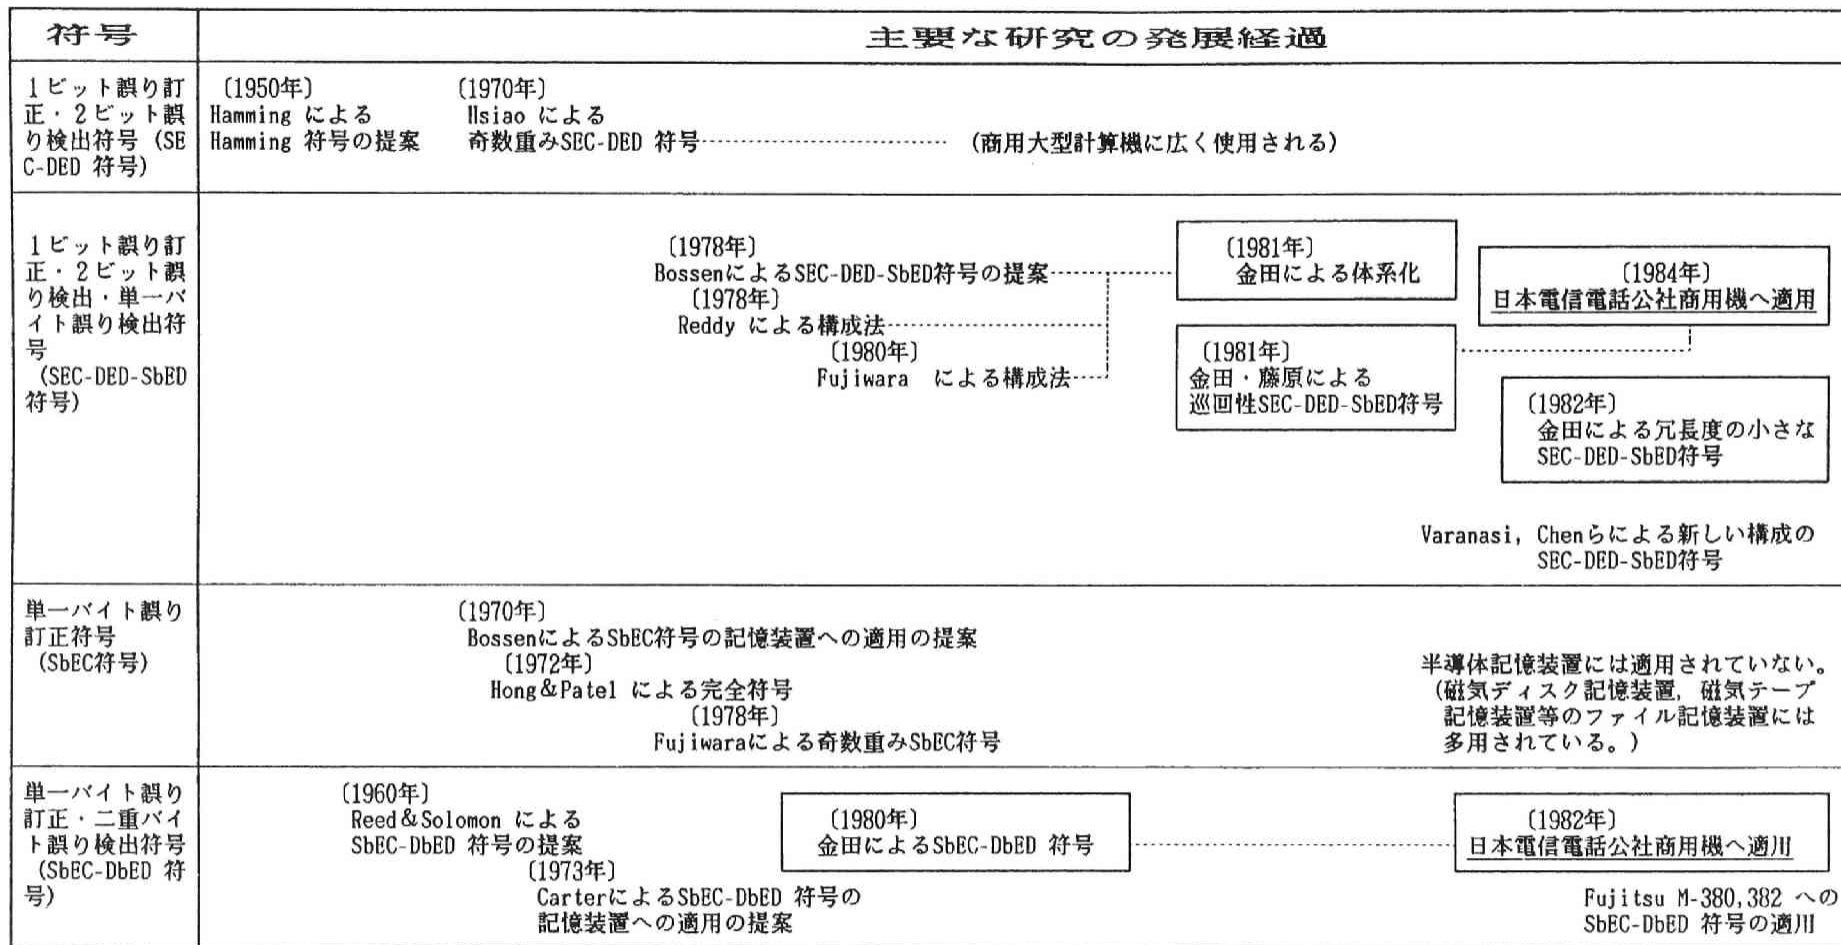 符号
主要な研究の発展経過
1ビット誤り訂
正・2ビット誤
り検出符号 (SE
C-DED 符号)
〔1950年〕
Hamming による
Hamming 符号の提案
〔1970年〕
Hsiao による
奇数重みSEC-DED 符号
(商用大型計算機に広く使用される)
1ビット誤り訂
正・2ビット誤
り検出・単一バ
イト誤り検出符
号
(SEC-DED-SbED
符号)
〔1978年〕
BossenによるSEC-DED-SbED符号の提案
〔1978年〕
Reddy による構成法
〔1980年〕
Fujiwara による構成法
〔1981年〕
金田による体系化
〔1981年〕
金田・藤原による
巡回性SEC-DED-SbED符号
〔1984年〕
日本電信電話公社商用機へ適用
〔1982年〕
金田による冗長度の小さな
SEC-DED-SbED符号
Varanasi, Chenらによる新しい構成の
SEC-DED-SbED符号
単一バイト誤り
訂正符号
(SbEC符号)
〔1970年〕
BossenによるSbEC符号の記憶装置への適用の提案
〔1972年〕
Hong&Patel による完全符号
〔1978年〕
Fujiwaraによる奇数重みSbEC符号
半導体記憶装置には適用されていない。
(磁気ディスク記憶装置, 磁気テープ
記憶装置等のファイル記憶装置には
多用されている。)
単一バイト誤り
訂正・二重バイ
ト誤り検出符号
(SbEC-DbED 符
号)
〔1960年〕
Reed&Solomon による
SbEC-DbED 符号の提案
〔1973年〕
CarterによるSbEC-DbED 符号の
記憶装置への適用の提案
〔1980年〕
金田によるSbEC-DbED 符号
〔1982年〕
日本電信電話公社商用機へ適用
Fujitsu M-380,382 への
SbEC-DbED 符号の適用